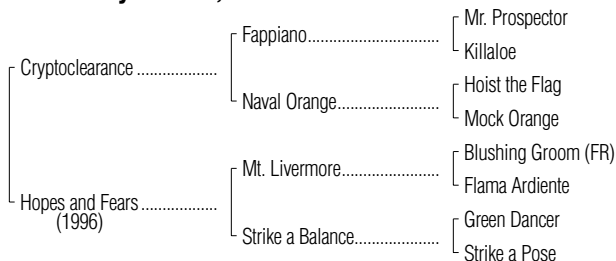 Mr. Prospector
Fappiano
Killaloe
Cryptoclearance
Hoist the Flag
Naval Orange
Mock Orange
Blushing Groom (FR)
Mt. Livermore
Flama Ardiente
Hopes and Fears
(1996)
Green Dancer
Strike a Balance
Strike a Pose